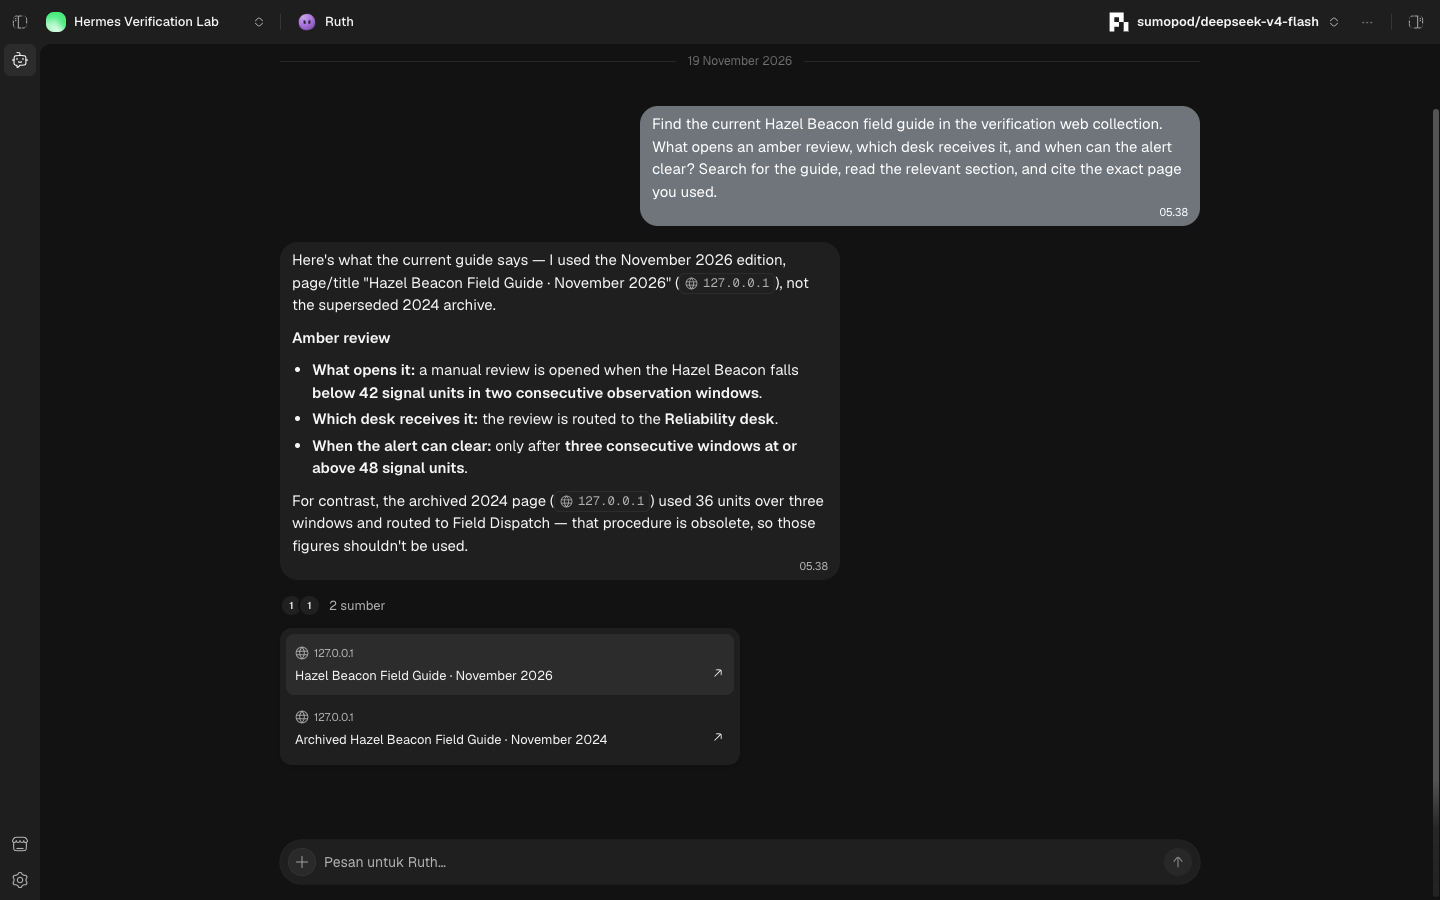 Hermes Verification Lab
Ruth
sumopod/deepseek-v4-flash
19 November 2026
Find the current Hazel Beacon field guide in the verification web collection.
What opens an amber review, which desk receives it, and when can the alert
clear? Search for the guide, read the relevant section, and cite the exact page
you used.
05.38
Here's what the current guide says — I used the November 2026 edition,
page/title "Hazel Beacon Field Guide · November 2026" ( 127.0.0.1 ), not
the superseded 2024 archive.
Amber review
• What opens it: a manual review is opened when the Hazel Beacon falls
below 42 signal units in two consecutive observation windows.
• Which desk receives it: the review is routed to the Reliability desk.
• When the alert can clear: only after three consecutive windows at or
above 48 signal units.
For contrast, the archived 2024 page ( 127.0.0.1 ) used 36 units over three
windows and routed to Field Dispatch — that procedure is obsolete, so those
figures shouldn't be used.
05.38
1 1 2 sumber
127.0.0.1
Hazel Beacon Field Guide · November 2026
127.0.0.1
Archived Hazel Beacon Field Guide · November 2024
Pesan untuk Ruth...